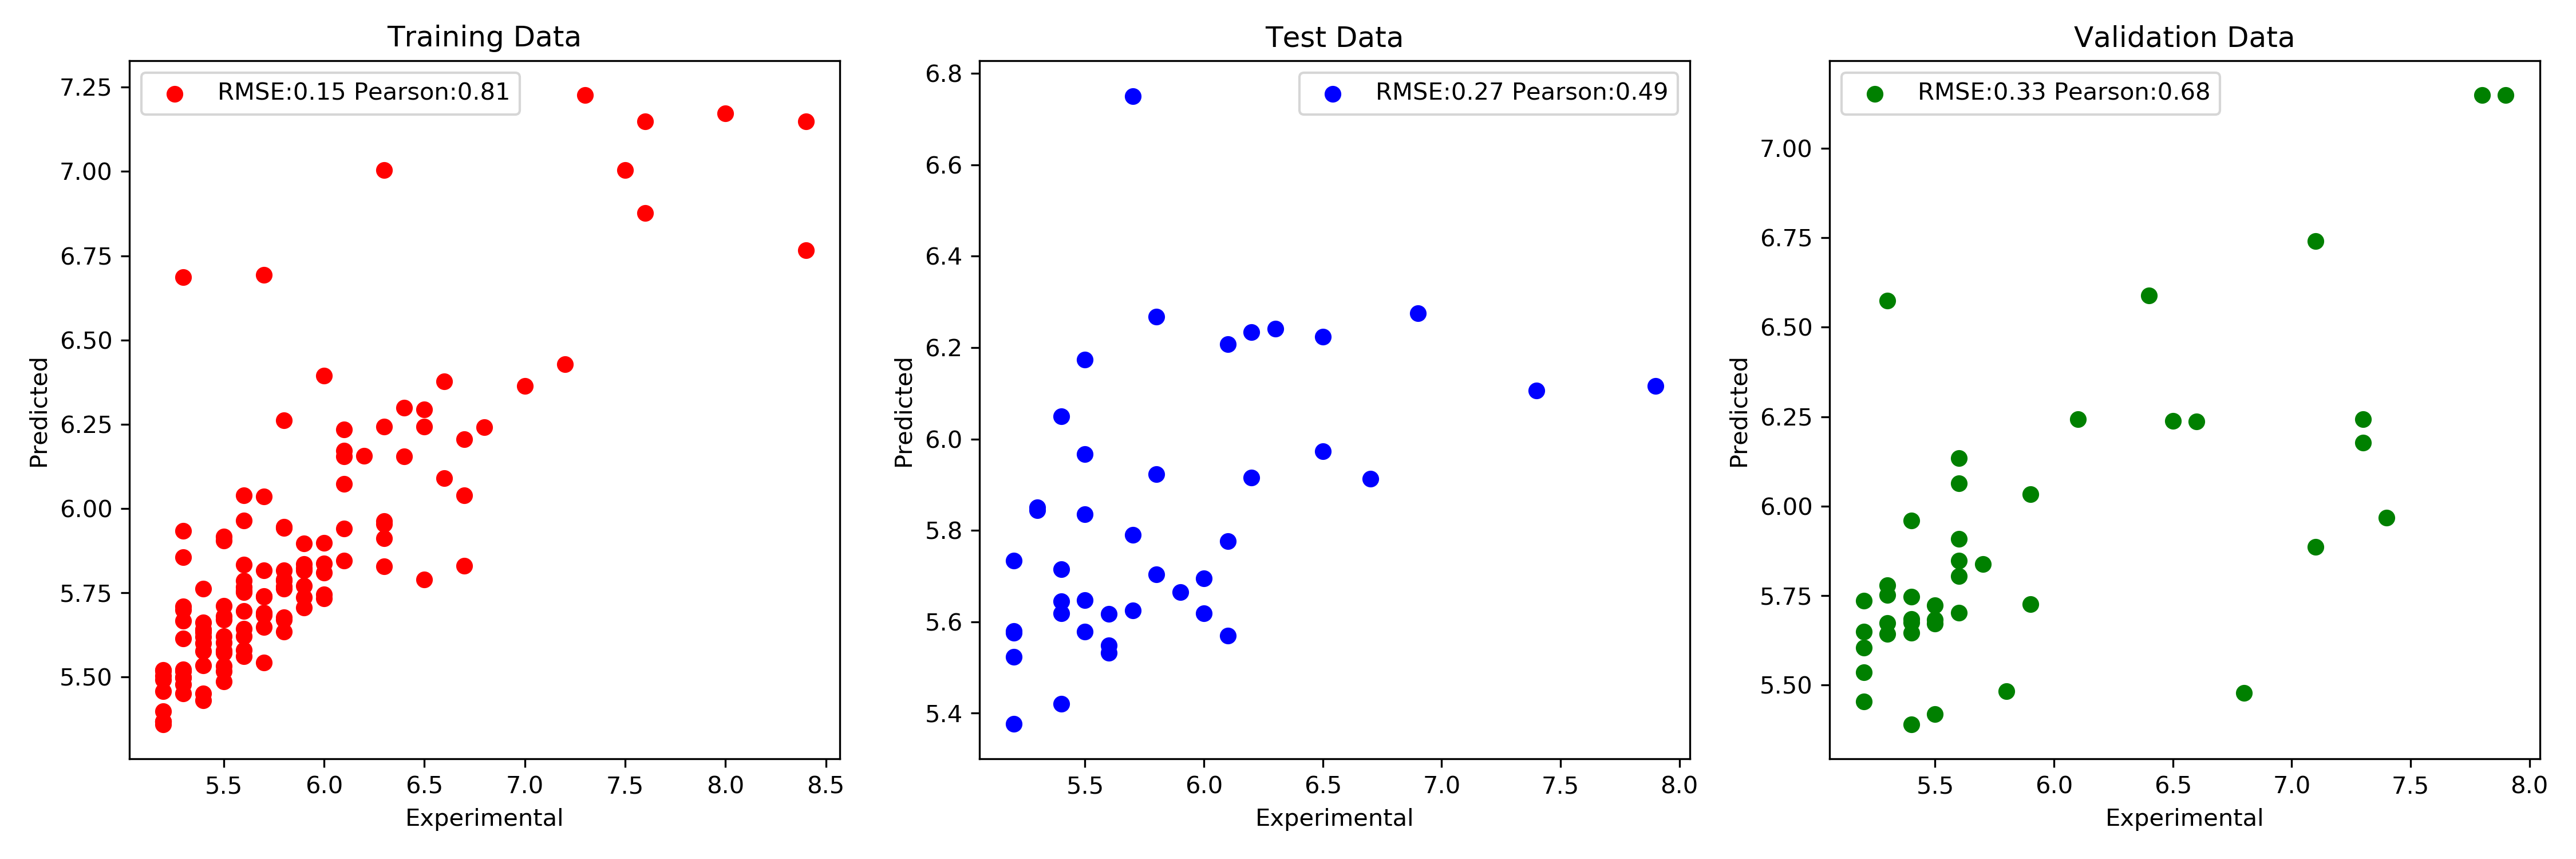 Training Data
RMSE:0.15 Pearson:0.81
7.25
7.00
6.75
6.50
6.25
6.00
5.75
5.50
Predicted
5.5 6.0 6.5 7.0 7.5 8.0 8.5
Experimental
Test Data
RMSE:0.27 Pearson:0.49
6.8
6.6
6.4
6.2
6.0
5.8
5.6
5.4
Predicted
5.5 6.0 6.5 7.0 7.5 8.0
Experimental
Validation Data
RMSE:0.33 Pearson:0.68
7.00
6.75
6.50
6.25
6.00
5.75
5.50
Predicted
5.5 6.0 6.5 7.0 7.5 8.0
Experimental